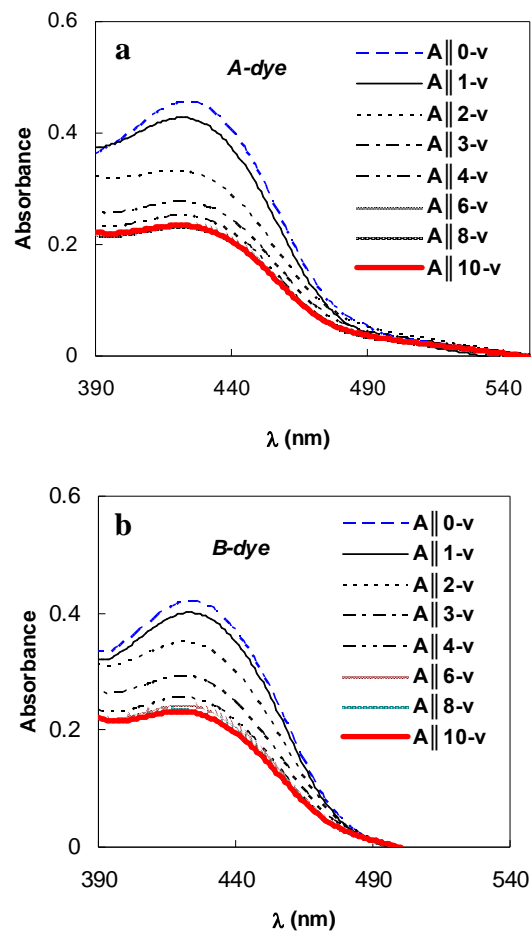 0.6
a
A-dye
A‖0-v
A‖1-v
A‖2-v
A‖3-v
A‖4-v
A‖6-v
A‖8-v
A‖10-v
0.4
0.2
0
Absorbance
390
440
490
540
λ (nm)
0.6
b
B-dye
A‖0-v
A‖1-v
A‖2-v
A‖3-v
A‖4-v
A‖6-v
A‖8-v
A‖10-v
0.4
0.2
0
Absorbance
390
440
490
540
λ (nm)